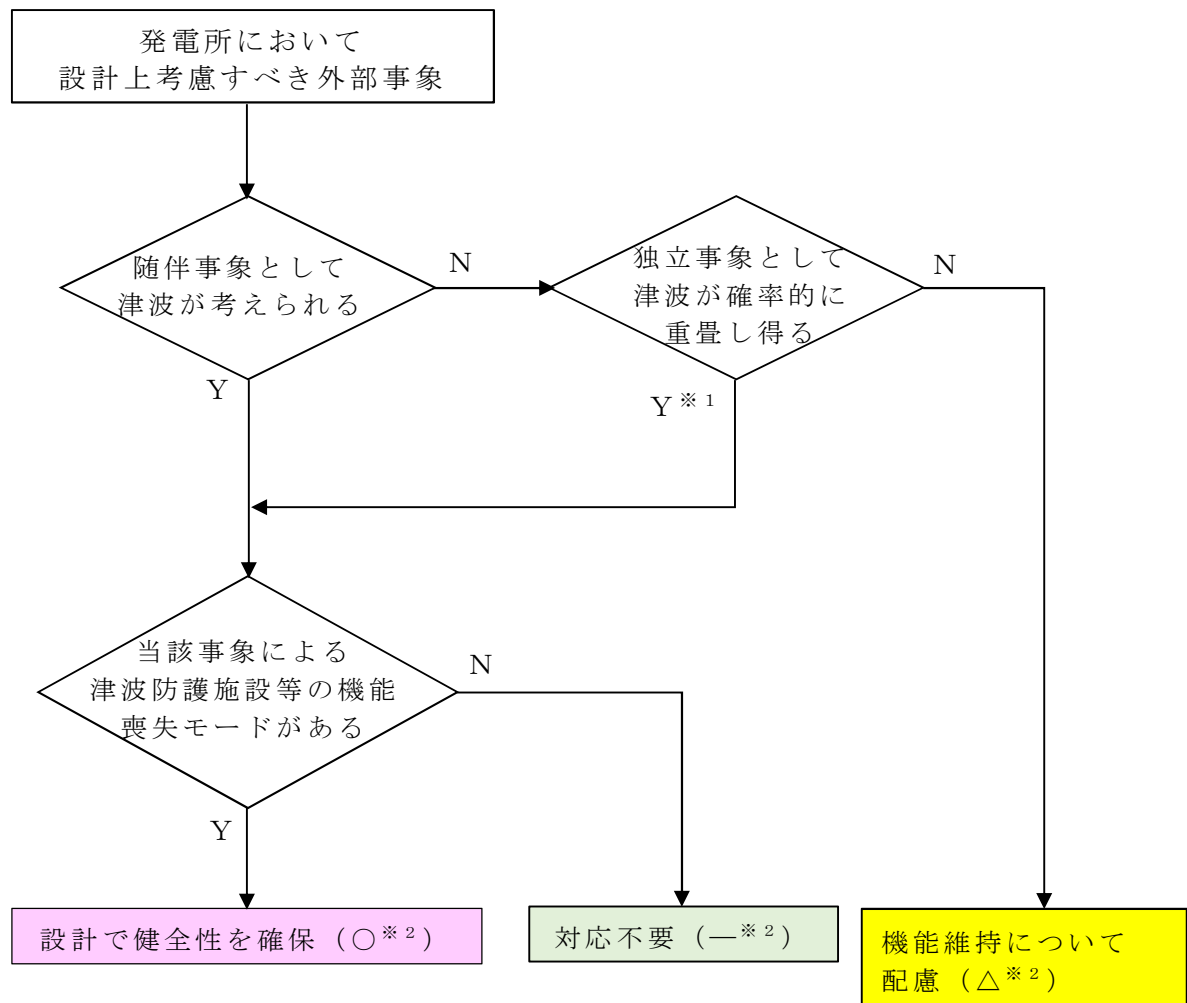 発電所において
設計上考慮すべき外部事象
随伴事象として
津波が考えられる
N
独立事象として
津波が確率的に
重畳し得る
N
Y
Y※1
当該事象による
津波防護施設等の機能
喪失モードがある
N
Y
設計で健全性を確保（○※2）
対応不要（―※2）
機能維持について
配慮（△※2）